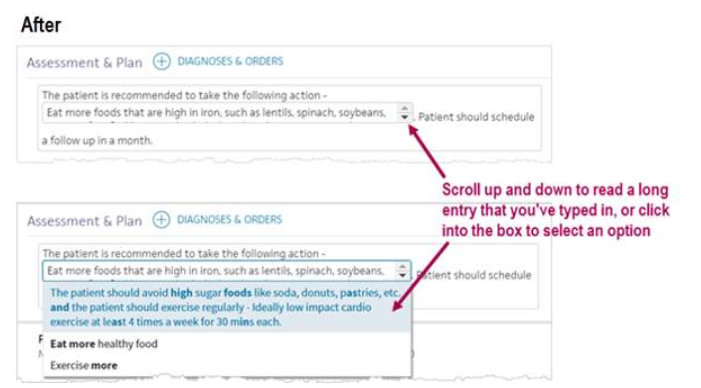 After
Assessment & Plan DIAGNOSES & ORDERS
The patient is recommended to take the following action -
Eat more foods that are high in iron, such as lentils, spinach, soybeans, . Patient should schedule
a follow up in a month.
Scroll up and down to read a long
entry that you've typed in, or click
into the box to select an option
Assessment & Plan DIAGNOSES & ORDERS
The patient is recommended to take the following action -
Eat more foods that are high in iron, such as lentils, spinach, soybeans, Patient should schedule
The patient should avoid high sugar foods like soda, donuts, pastries, etc.
and the patient should exercise regularly - Ideally low impact cardio
exercise at least 4 times a week for 30 mins each.
Eat more healthy food
Exercise more